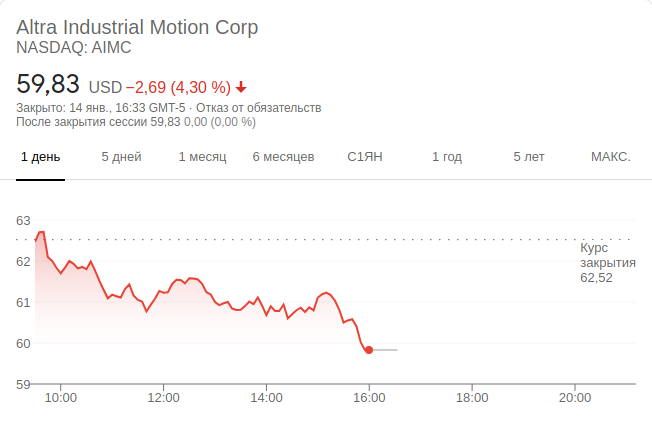 Altra Industrial Motion Corp
NASDAQ: AIMC
59,83 USD −2,69 (4,30 %)
Закрыто: 14 янв., 16:33 GMT-5 · Отказ от обязательств
После закрытия сессии 59,83 0,00 (0,00 %)
1 день 5 дней 1 месяц 6 месяцев С1ЯН 1 год 5 лет МАКС.
63
Курс
закрытия
62,52
62
61
60
59
10:00 12:00 14:00 16:00 18:00 20:00